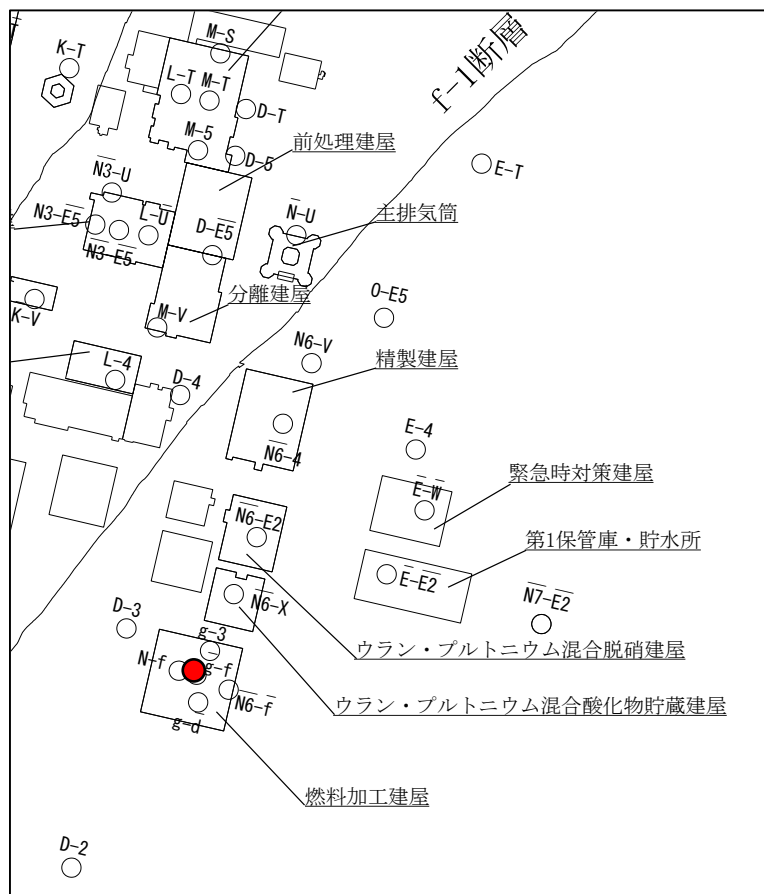 M-S
K-T
f-1断層
L-T
M-T
D-T
M-5
D-5
前処理建屋
E-T
N3-U
N3-E5
L-U
D-E5
N-U
主排気筒
N3-E5
分離建屋
O-E5
K-V
M-V
N6-V
精製建屋
L-4
D-4
N6-4
E-4
緊急時対策建屋
E-W
N6-E2
第1保管庫・貯水所
E-E2
N7-E2
N6-X
D-3
g-3
ウラン・プルトニウム混合脱硝建屋
N-f
g-f
N6-f
ウラン・プルトニウム混合酸化物貯蔵建屋
g-d
燃料加工建屋
D-2